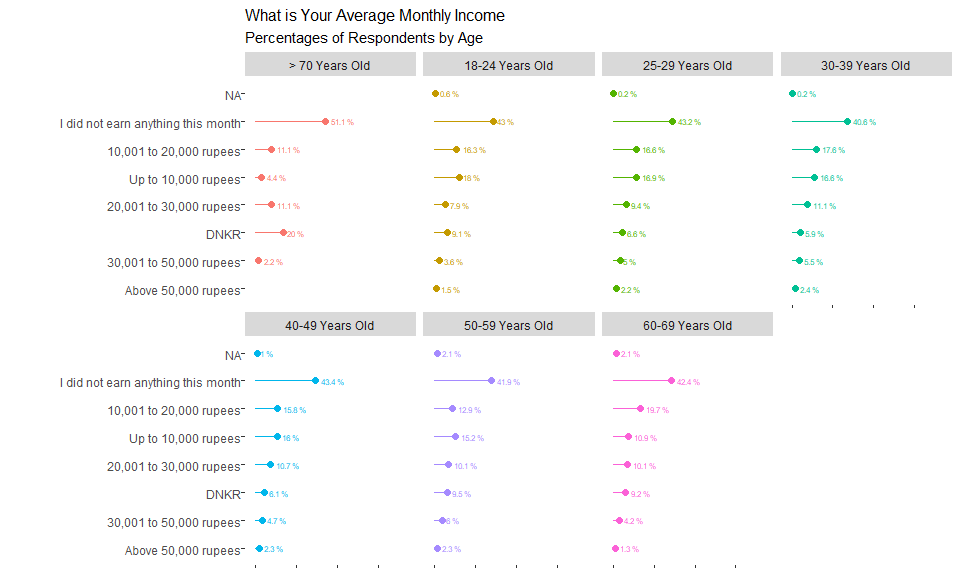 What is Your Average Monthly Income
Percentages of Respondents by Age
> 70 Years Old 18-24 Years Old 25-29 Years Old 30-39 Years Old
NA 0.6 % 0.2 % 0.2 %
I did not earn anything this month 51.1 % 43 % 43.2 % 40.6 %
10,001 to 20,000 rupees 11.1 % 16.3 % 16.6 % 17.6 %
Up to 10,000 rupees 4.4 % 18 % 16.9 % 16.6 %
20,001 to 30,000 rupees 11.1 % 7.9 % 9.4 % 11.1 %
DNKR 20 % 9.1 % 6.6 % 5.9 %
30,001 to 50,000 rupees 2.2 % 3.6 % 5 % 5.5 %
Above 50,000 rupees 1.5 % 2.2 % 2.4 %
40-49 Years Old 50-59 Years Old 60-69 Years Old
NA 1 % 2.1 % 2.1 %
I did not earn anything this month 43.4 % 41.9 % 42.4 %
10,001 to 20,000 rupees 15.8 % 12.9 % 19.7 %
Up to 10,000 rupees 16 % 15.2 % 10.9 %
20,001 to 30,000 rupees 10.7 % 10.1 % 10.1 %
DNKR 6.1 % 9.5 % 9.2 %
30,001 to 50,000 rupees 4.7 % 6 % 4.2 %
Above 50,000 rupees 2.3 % 2.3 % 1.3 %